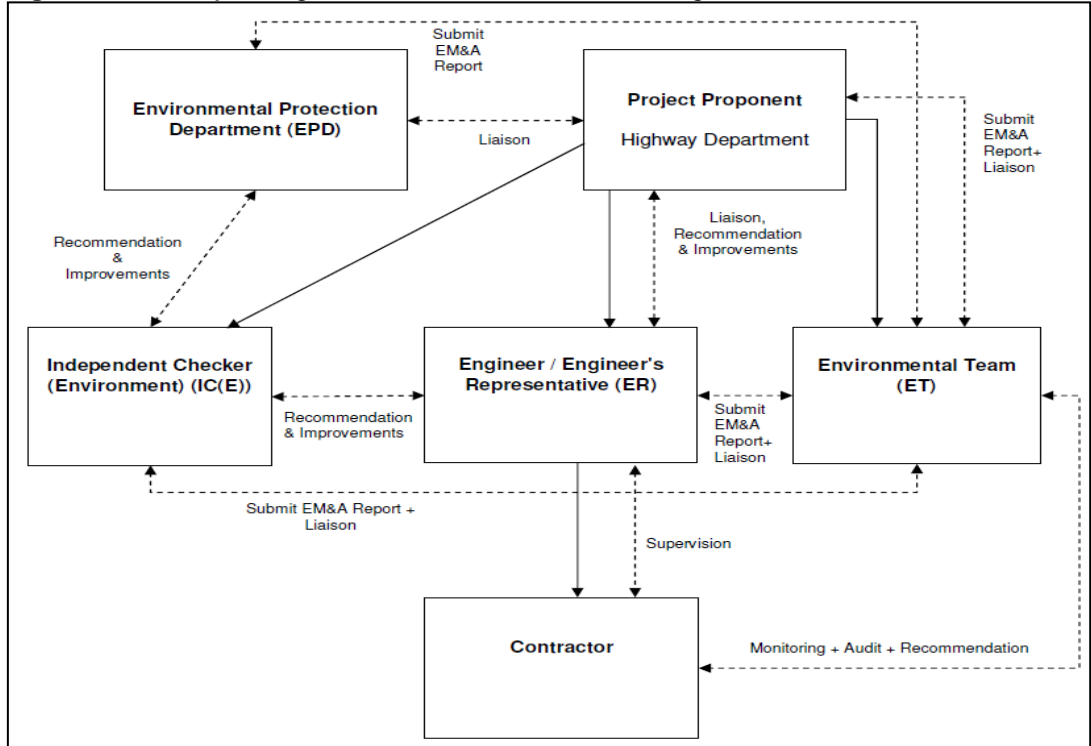 Submit
EM&A
Report
Environmental Protection
Department (EPD)
Liaison
Project Proponent
Highway Department
Submit
EM&A
Report+
Liaison
Recommendation
&
Improvements
Liaison,
Recommendation
& Improvements
Independent Checker
(Environment) (IC(E))
Recommendation
& Improvements
Engineer / Engineer's
Representative (ER)
Submit
EM&A
Report+
Liaison
Environmental Team
(ET)
Submit EM&A Report +
Liaison
Supervision
Contractor
Monitoring + Audit + Recommendation